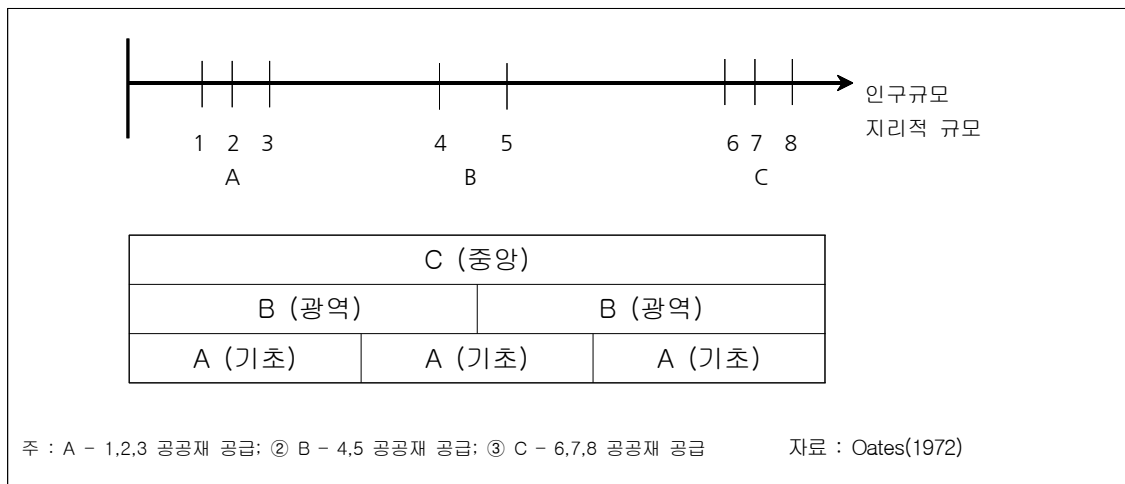 인구규모
지리적 규모
1 2 3 4 5 6 7 8
A B C
C (중앙)
B (광역) B (광역)
A (기초) A (기초) A (기초)
주 : A - 1,2,3 공공재 공급; ② B - 4,5 공공재 공급; ③ C - 6,7,8 공공재 공급 자료 : Oates(1972)